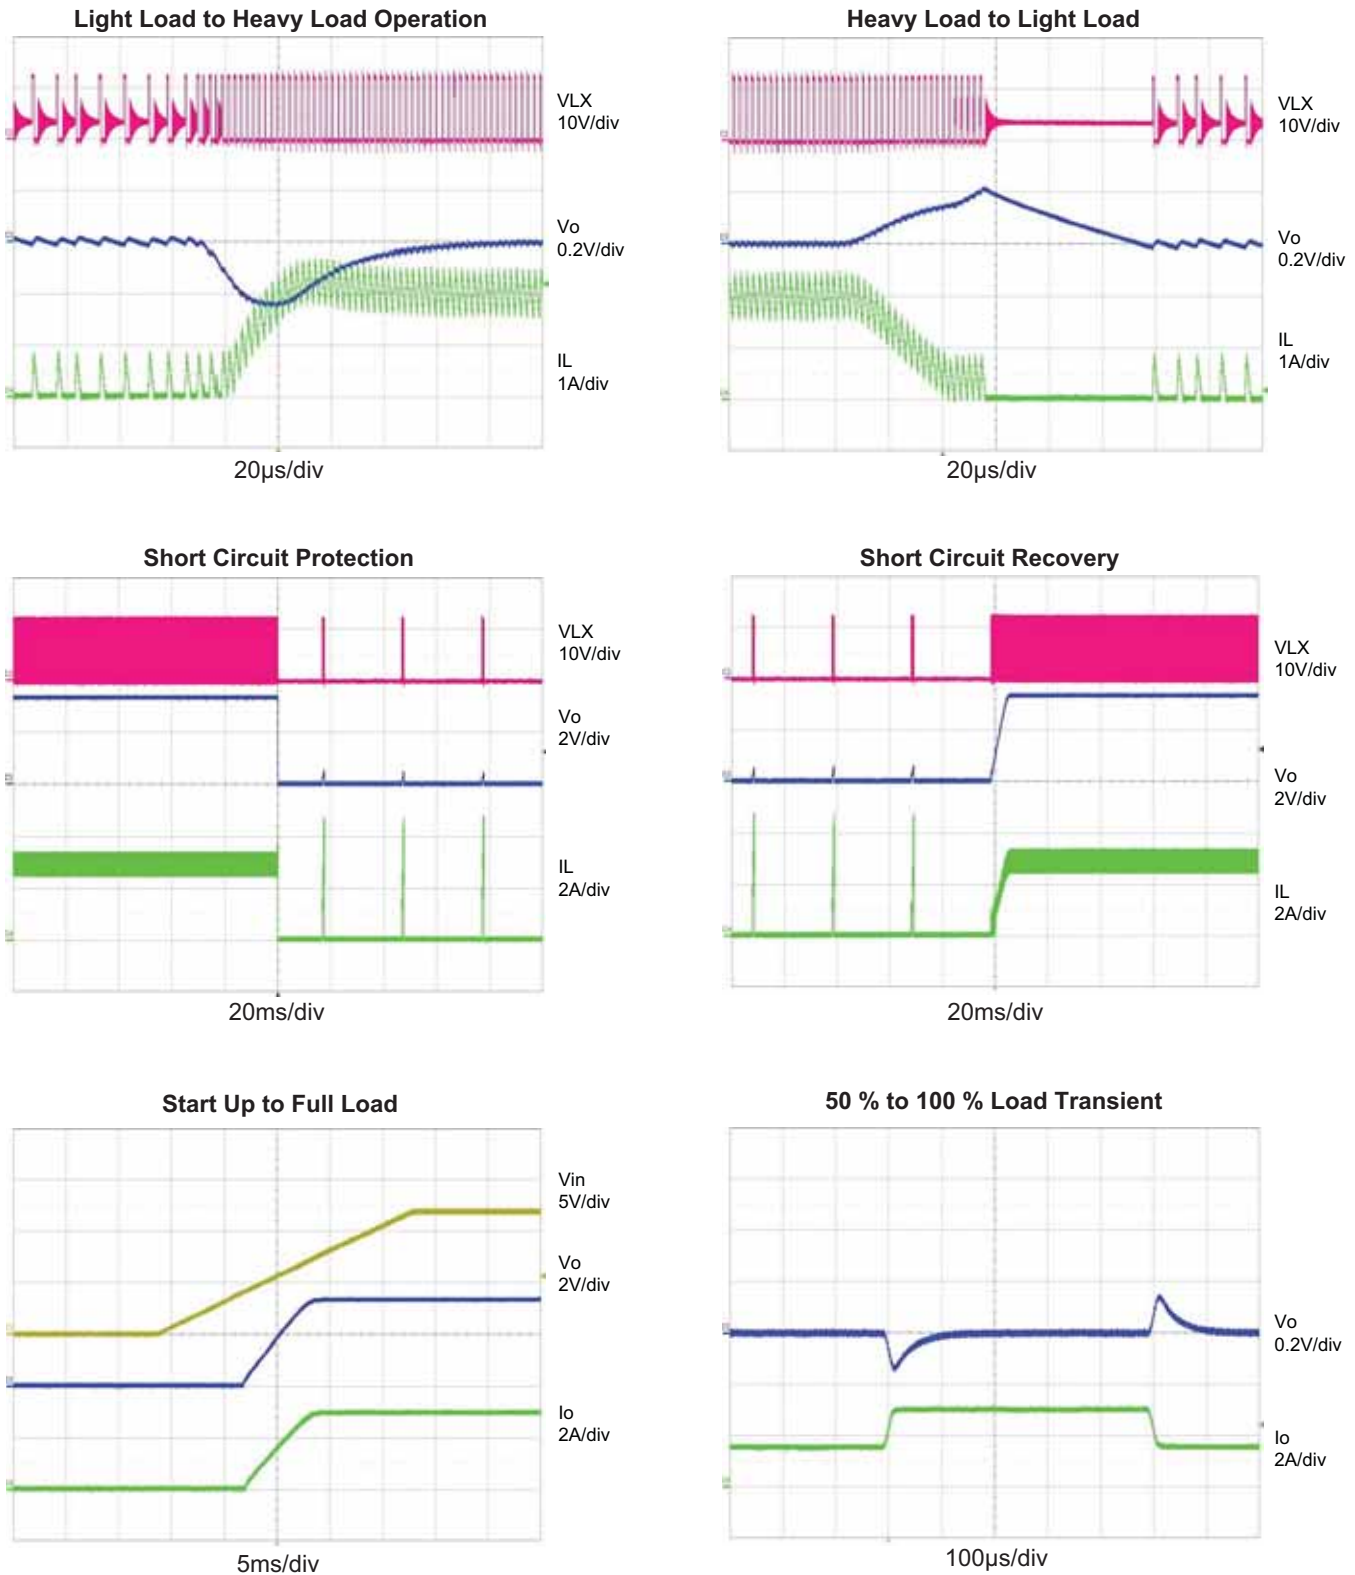 Light Load to Heavy Load Operation
VLX
10V/div
Vo
0.2V/div
IL
1A/div
20µs/div
Heavy Load to Light Load
VLX
10V/div
Vo
0.2V/div
IL
1A/div
20µs/div
Short Circuit Protection
VLX
10V/div
Vo
2V/div
IL
2A/div
20ms/div
Short Circuit Recovery
VLX
10V/div
Vo
2V/div
IL
2A/div
20ms/div
Start Up to Full Load
Vin
5V/div
Vo
2V/div
Io
2A/div
5ms/div
50 % to 100 % Load Transient
Vo
0.2V/div
Io
2A/div
100µs/div